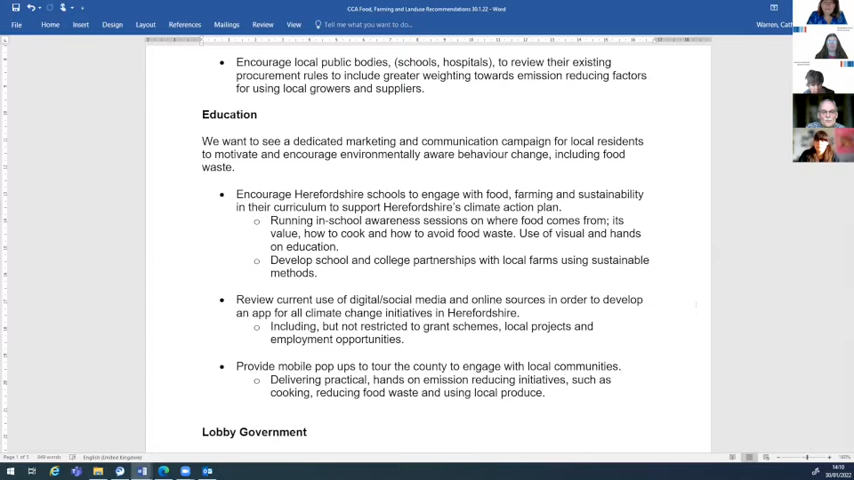 CCA Food, Farming and Landuse Recommendations 30.1.22 - Word
Warren, Cath
File Home Insert Design Layout References Mailings Review View Tell me what you want to do...
• Encourage local public bodies, (schools, hospitals), to review their existing
procurement rules to include greater weighting towards emission reducing factors
for using local growers and suppliers.
Education
We want to see a dedicated marketing and communication campaign for local residents
to motivate and encourage environmentally aware behaviour change, including food
waste.
• Encourage Herefordshire schools to engage with food, farming and sustainability
in their curriculum to support Herefordshire's climate action plan.
o Running in-school awareness sessions on where food comes from; its
value, how to cook and how to avoid food waste. Use of visual and hands
on education.
o Develop school and college partnerships with local farms using sustainable
methods.
• Review current use of digital/social media and online sources in order to develop
an app for all climate change initiatives in Herefordshire.
o Including, but not restricted to grant schemes, local projects and
employment opportunities.
• Provide mobile pop ups to tour the county to engage with local communities.
o Delivering practical, hands on emission reducing initiatives, such as
cooking, reducing food waste and using local produce.
Lobby Government
English (United Kingdom)
14:10
30/01/2022